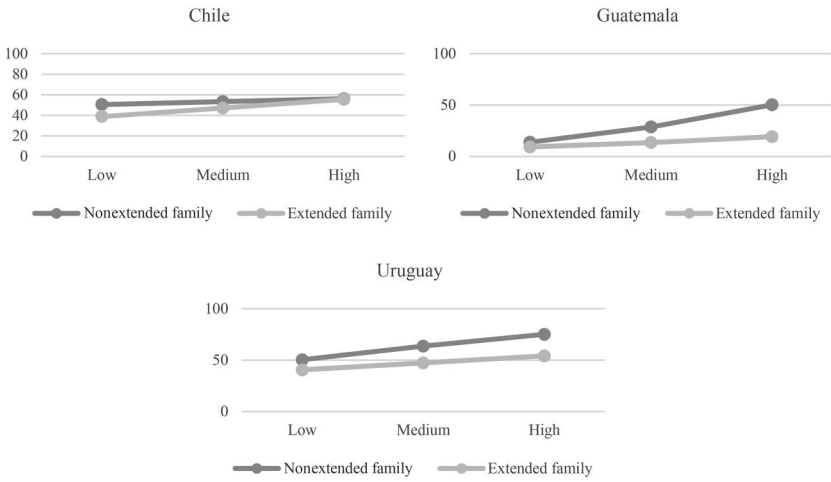 Chile
100
80
60
40
20
0
Low Medium High
Nonextended family Extended family
Guatemala
100
50
0
Low Medium High
Nonextended family Extended family
Uruguay
100
50
0
Low Medium High
Nonextended family Extended family